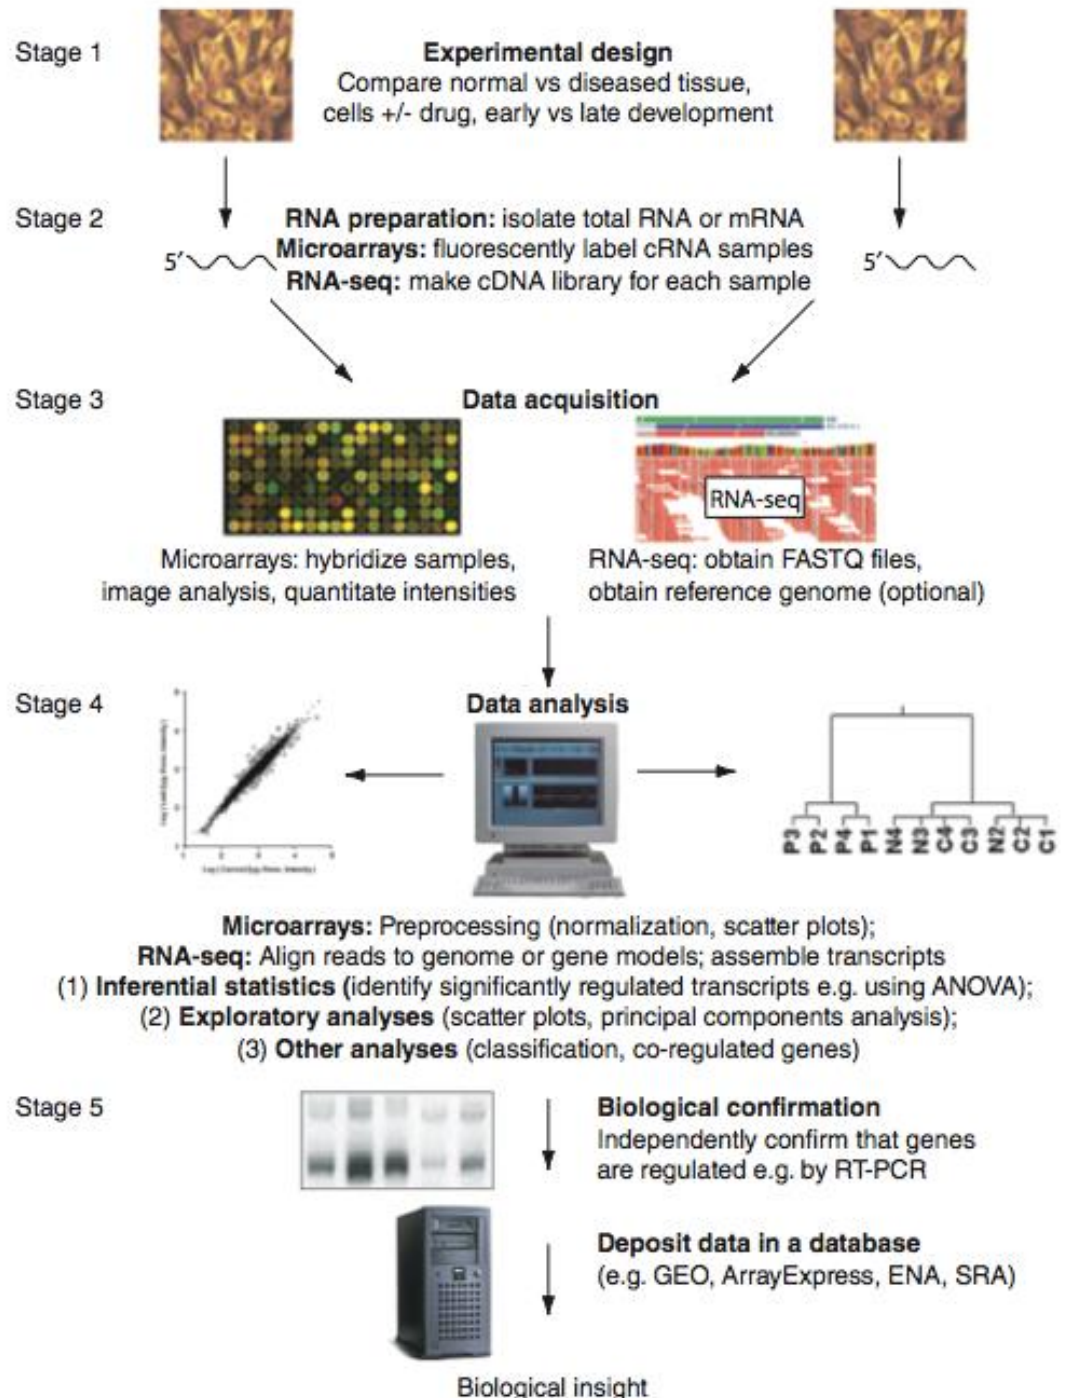 Stage 1
Experimental design
Compare normal vs diseased tissue,
cells +/- drug, early vs late development
Stage 2
RNA preparation: isolate total RNA or mRNA
Microarrays: fluorescently label cRNA samples
RNA-seq: make cDNA library for each sample
5′
5′
Stage 3
Data acquisition
RNA-seq
Microarrays: hybridize samples,
image analysis, quantitate intensities
RNA-seq: obtain FASTQ files,
obtain reference genome (optional)
Stage 4
Data analysis
P3 P2 P4 P1 N4 N3 C4 C3 N2 C2 C1
Microarrays: Preprocessing (normalization, scatter plots);
RNA-seq: Align reads to genome or gene models; assemble transcripts
(1) Inferential statistics (identify significantly regulated transcripts e.g. using ANOVA);
(2) Exploratory analyses (scatter plots, principal components analysis);
(3) Other analyses (classification, co-regulated genes)
Stage 5
Biological confirmation
Independently confirm that genes
are regulated e.g. by RT-PCR
Deposit data in a database
(e.g. GEO, ArrayExpress, ENA, SRA)
Biological insight